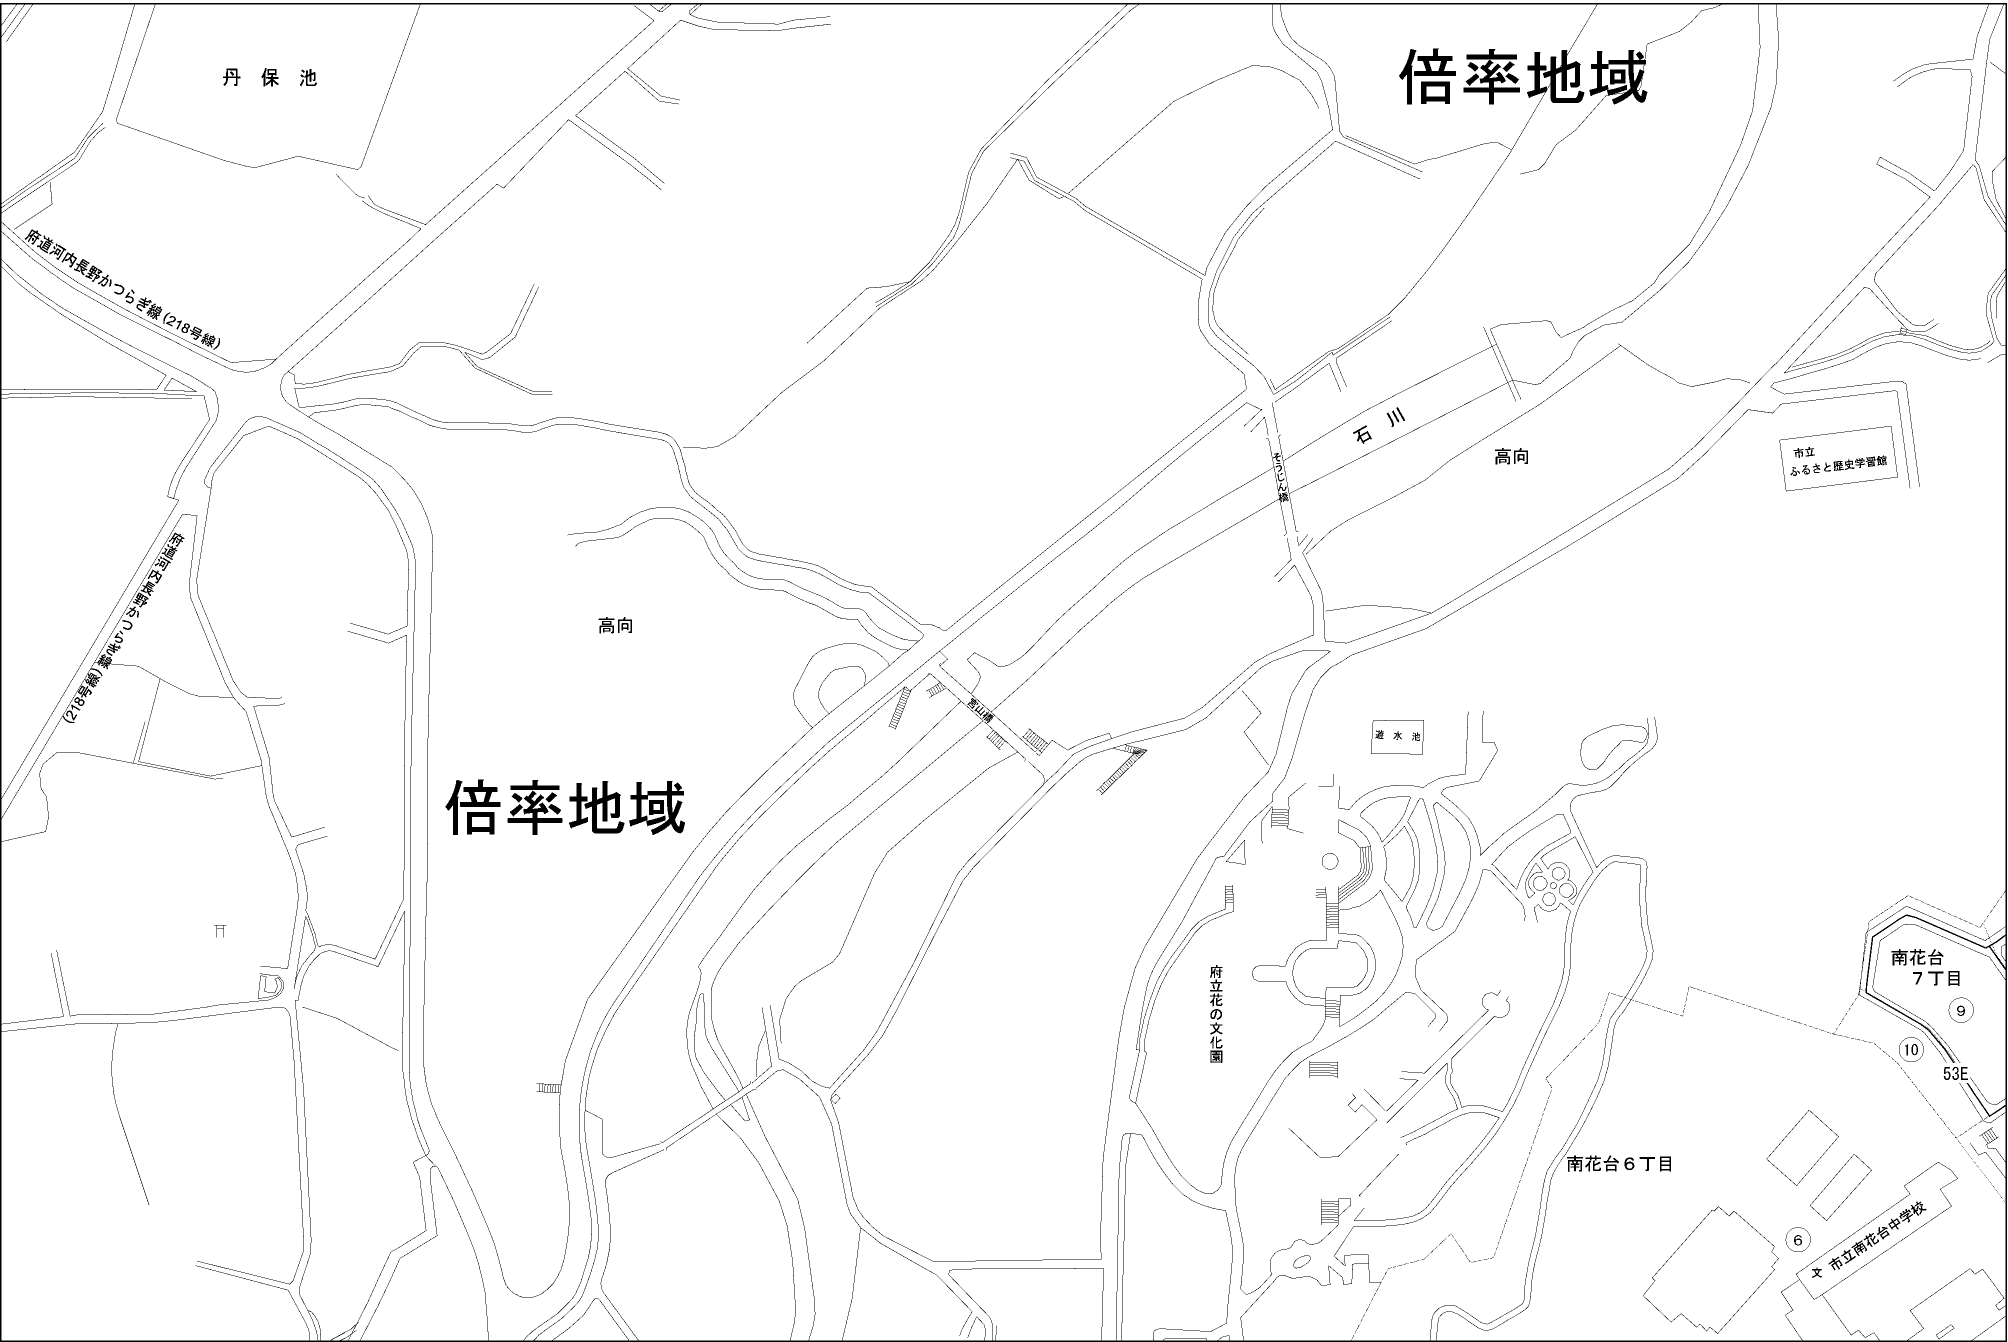 丹保池
倍率地域
府道河内長野かつらぎ線(218号線)
石川
高向
市立
ふるさと歴史学習館
そうこん橋
府道河内長野かつらぎ線(218号線)
高向
宮山橋
遊水池
倍率地域
府立花の文化園
南花台
7丁目
9
10
53E
南花台6丁目
6
文 市立南花台中学校